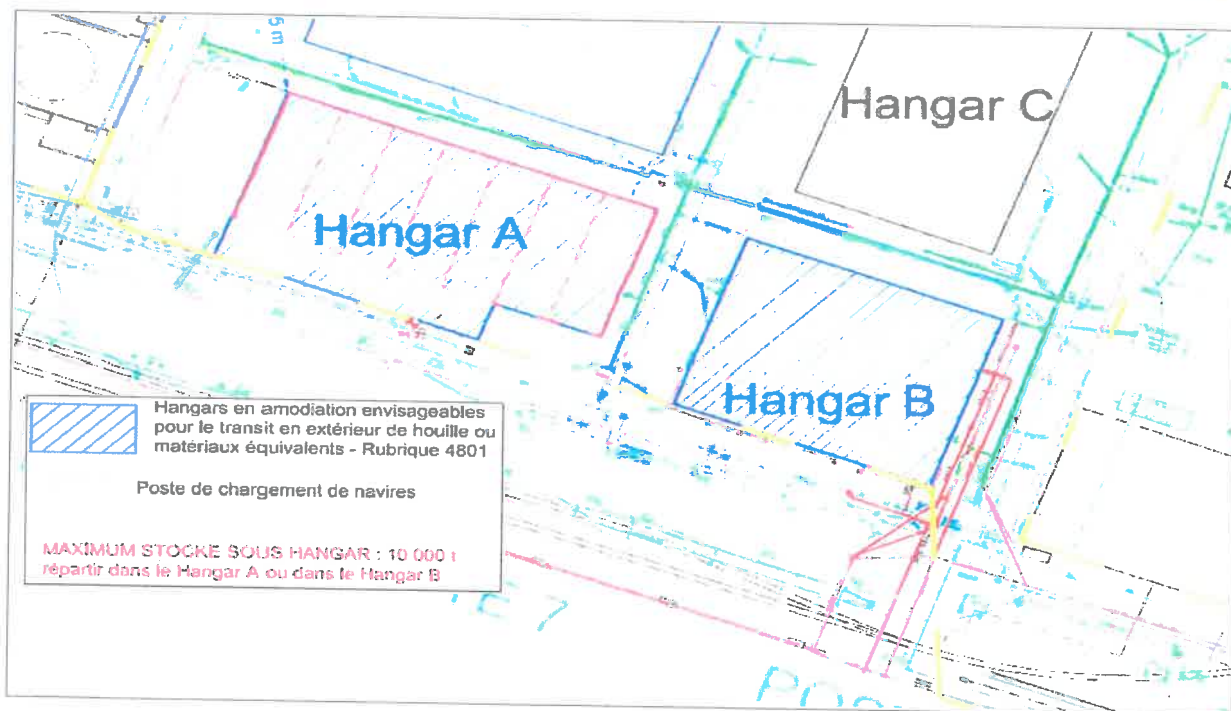 5 m
Hangar C
Hangar A
Hangar B
Hangars en amodiation envisageables
pour le transit en extérieur de houille ou
matériaux équivalents - Rubrique 4801
Poste de chargement de navires
MAXIMUM STOCKE SOUS HANGAR : 10 000 t
répartir dans le Hangar A ou dans le Hangar B